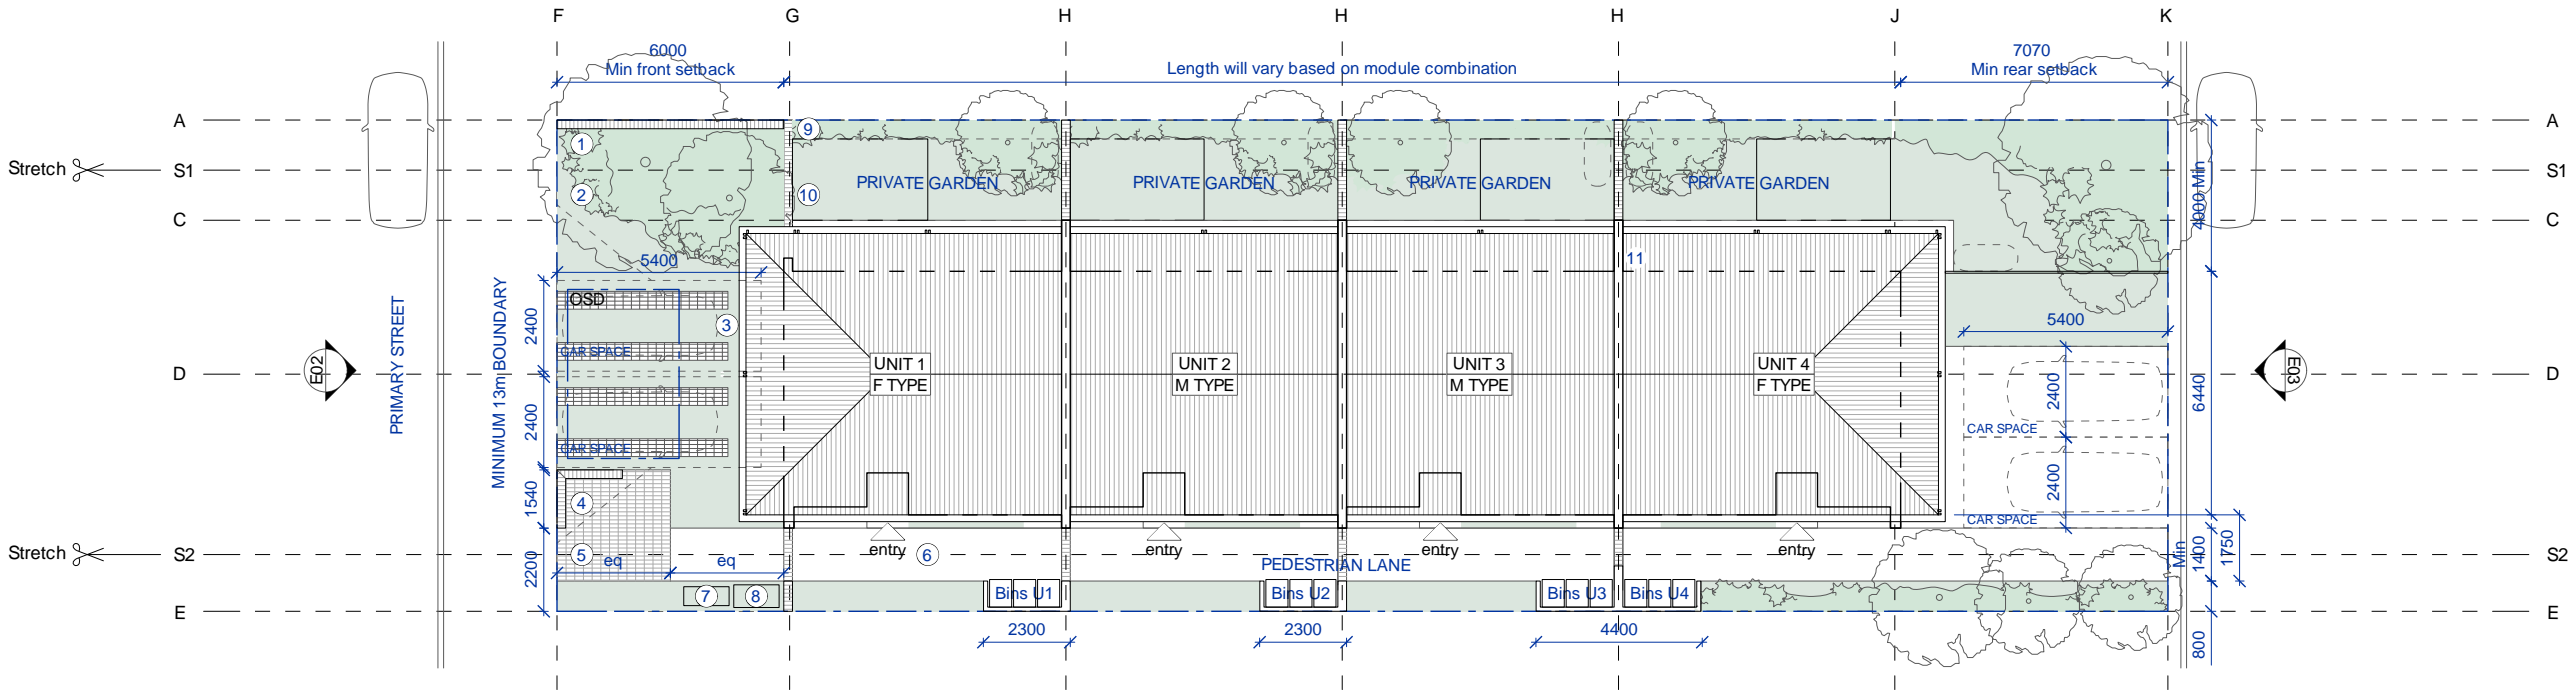 F G H H H J K
6000
Min front setback
Length will vary based on module combination
7070
Min rear setback
A
A
9
1
Stretch
S1
S1
2
10
PRIVATE GARDEN
PRIVATE GARDEN
PRIVATE GARDEN
PRIVATE GARDEN
4000 Min
C
C
5400
11
OSD
3
5400
2400
CAR SPACE
PRIMARY STREET
MINIMUM 13m BOUNDARY
E02
D
UNIT 1
F TYPE
UNIT 2
M TYPE
UNIT 3
M TYPE
UNIT 4
F TYPE
E03
D
6440
2400
2400
CAR SPACE
CAR SPACE
2400
1540
4
CAR SPACE
Stretch
S2
5
eq
eq
entry
6
entry
entry
entry
PEDESTRIAN LANE
Min
1400
1750
S2
2200
7
8
Bins U1
Bins U2
Bins U3
Bins U4
E
E
2300
2300
4400
800